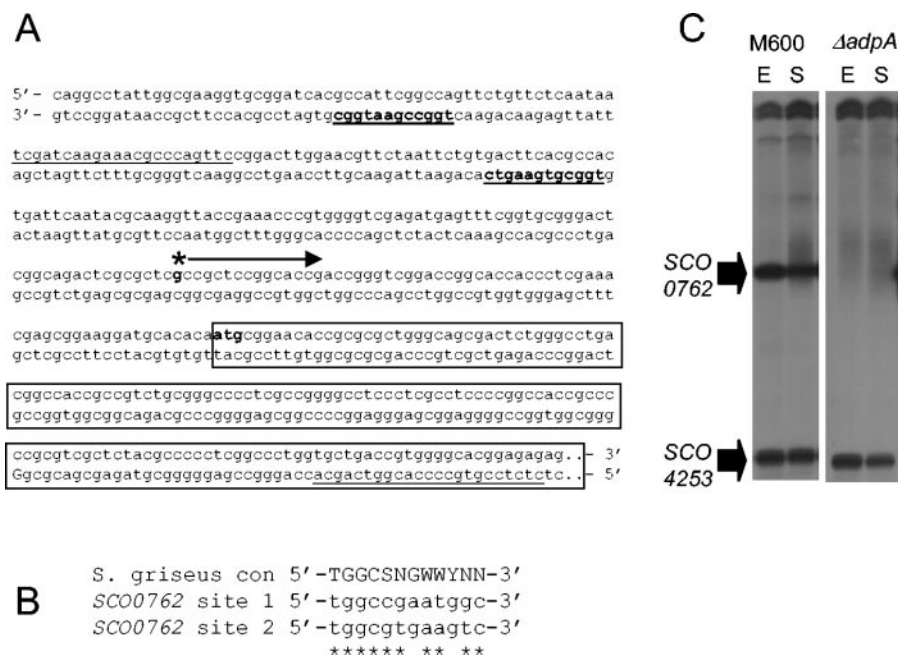 A
5'- caggcctattggcgaaggtgcggatcacgccattcggccagttctgttctcaataa
3'- gtccggataaccgcttccacgcctagtgcggtaagccggtcaagacaagagttatt
tcgatcaagaaacgcccagttccggacttggaacgttctaattctgtgacttcacgccac
agctagttctttgcgggtcaaggcctgaaccttgcaagattaagacactgaagtgcggtg
tgattcaatacgcaaggttaccgaaacccgtggggtcgagatgagtttcggtgcgggact
actaagttatgcgttccaatggctttgggcaccccagctctactcaaagccacgccctga
*
cggcagactcgcgctcgccgctccggcaccgaccgggtcggaccggcaccaccctcgaaa
gccgtctgagcgcgagcggcgaggccgtggctggcccagcctggccgtggtgggagcttt
cgagcggaaggatgcacacaatgcggaacaccgcgcgctgggcagcgactctgggcctga
gctcgccttcctacgtgtgttacgccttgtggcgcgcgacccgtcgctgagacccggact
cggccaccgccgtctgcgggcccctcgccggggcctccctcgcctccccggccaccgccc
gccggtggcggcagacgcccggggagcggccccggagggagcggaggggccggtggcggg
ccgcgtcgctctacgccccctcggccctggtgctgaccgtggggcacggagagag..- 3'
Ggcgcagcgagatgcgggggagccgggaccacgactggcaccccgtgcctctctc..- 5'
B
S. griseus con 5'-TGGCSNGWWYNN-3'
SCO0762 site 1 5'-tggccgaatggc-3'
SCO0762 site 2 5'-tggcgtgaagtc-3'
****** ** **
C
M600 ΔadpA
E S E S
SCO
0762
SCO
4253